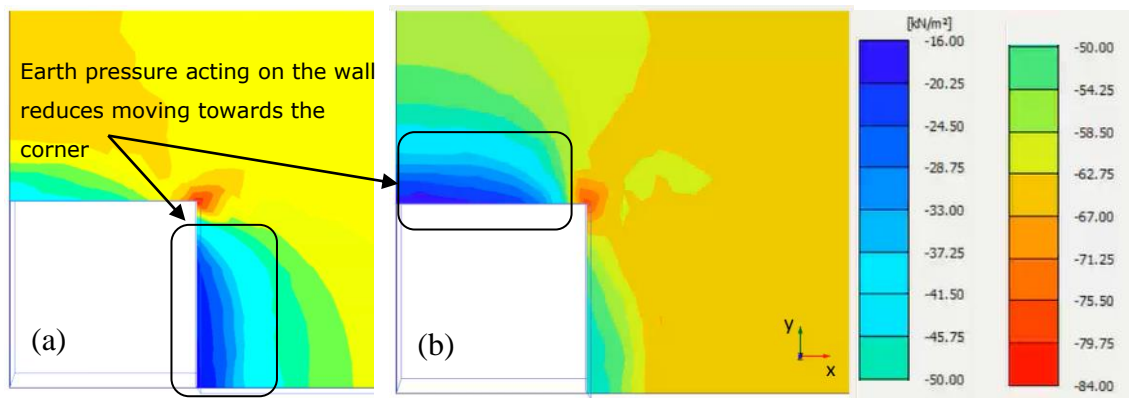 Earth pressure acting on the wall
reduces moving towards the
corner
(a)
(b)
y
x
[kN/m²]
-16.00
-20.25
-24.50
-28.75
-33.00
-37.25
-41.50
-45.75
-50.00
-50.00
-54.25
-58.50
-62.75
-67.00
-71.25
-75.50
-79.75
-84.00